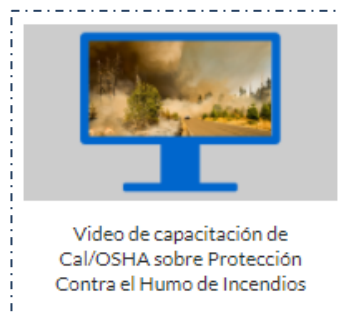 Video de capacitación de
Cal/OSHA sobre Protección
Contra el Humo de Incendios